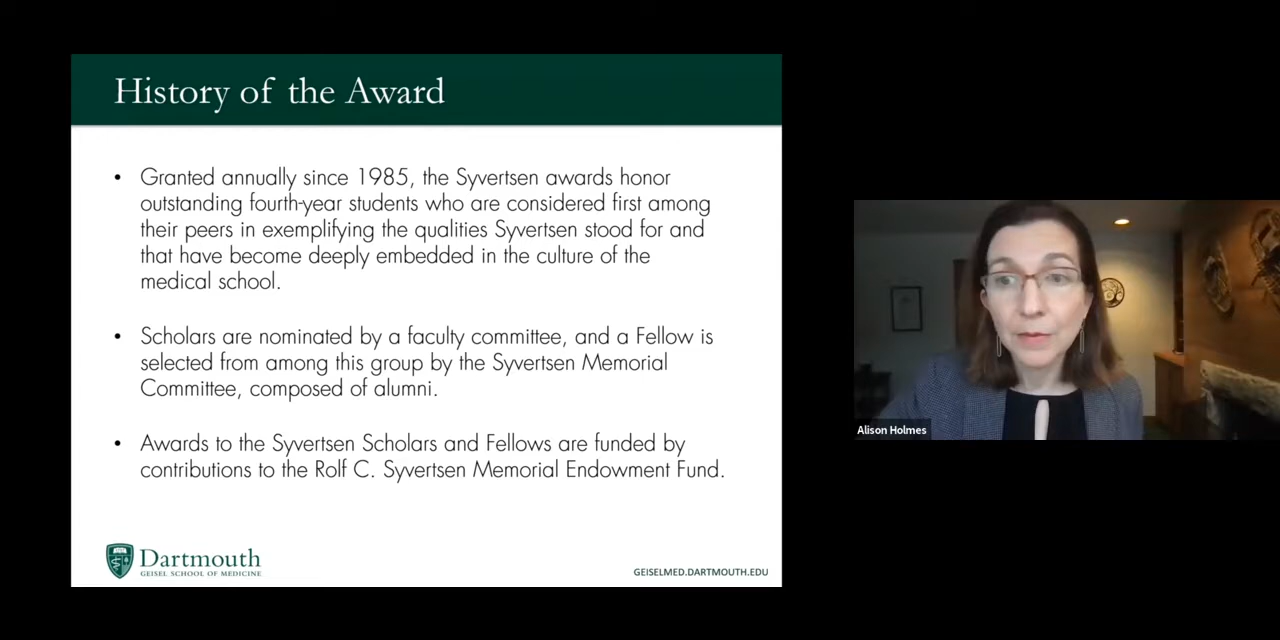 History of the Award
• Granted annually since 1985, the Syvertsen awards honor
outstanding fourth-year students who are considered first among
their peers in exemplifying the qualities Syvertsen stood for and
that have become deeply embedded in the culture of the
medical school.
• Scholars are nominated by a faculty committee, and a Fellow is
selected from among this group by the Syvertsen Memorial
Committee, composed of alumni.
• Awards to the Syvertsen Scholars and Fellows are funded by
contributions to the Rolf C. Syvertsen Memorial Endowment Fund.
Dartmouth
GEISEL SCHOOL OF MEDICINE
GEISELMED.DARTMOUTH.EDU
Alison Holmes